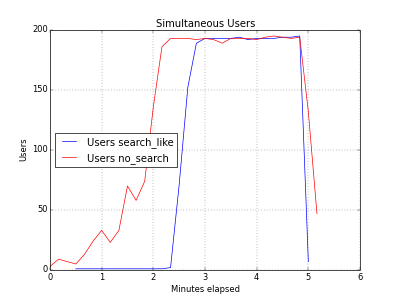 Simultaneous Users
200
150
100
50
0
Users
Users search_like
Users no_search
0 1 2 3 4 5 6
Minutes elapsed